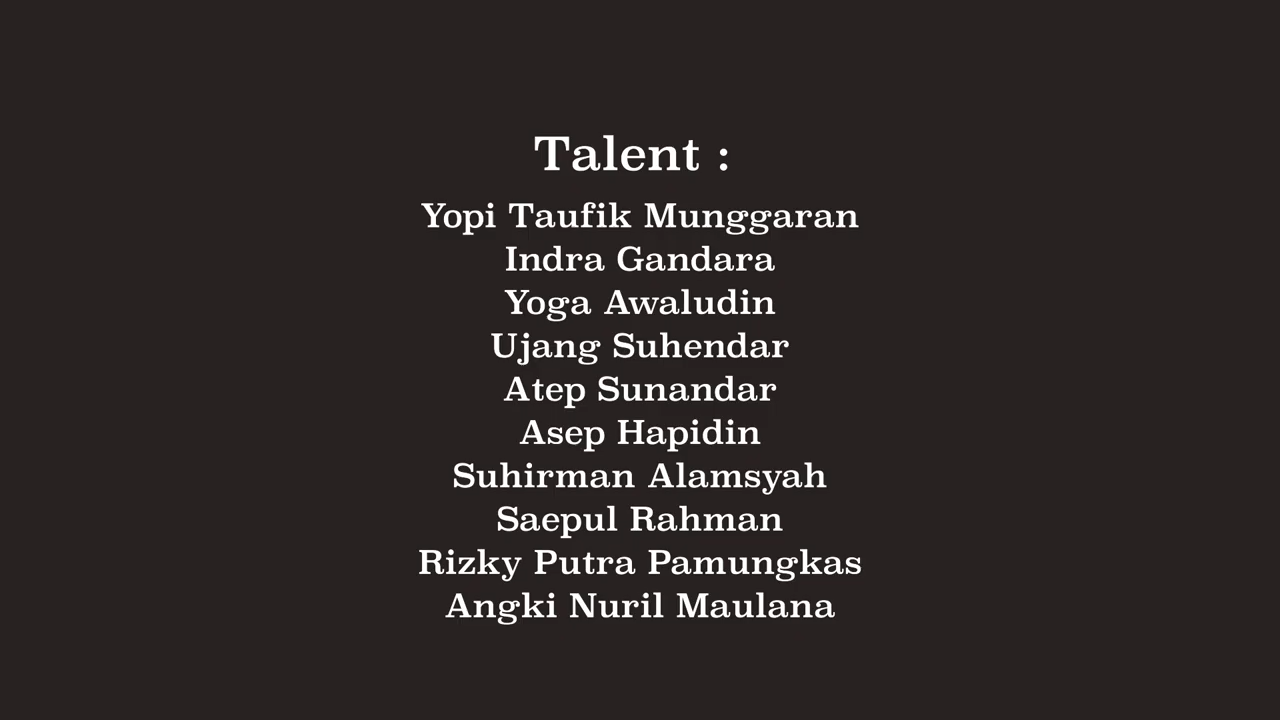 Talent :
Yopi Taufik Munggaran
Indra Gandara
Yoga Awaludin
Ujang Suhendar
Atep Sunandar
Asep Hapidin
Suhirman Alamsyah
Saepul Rahman
Rizky Putra Pamungkas
Angki Nuril Maulana